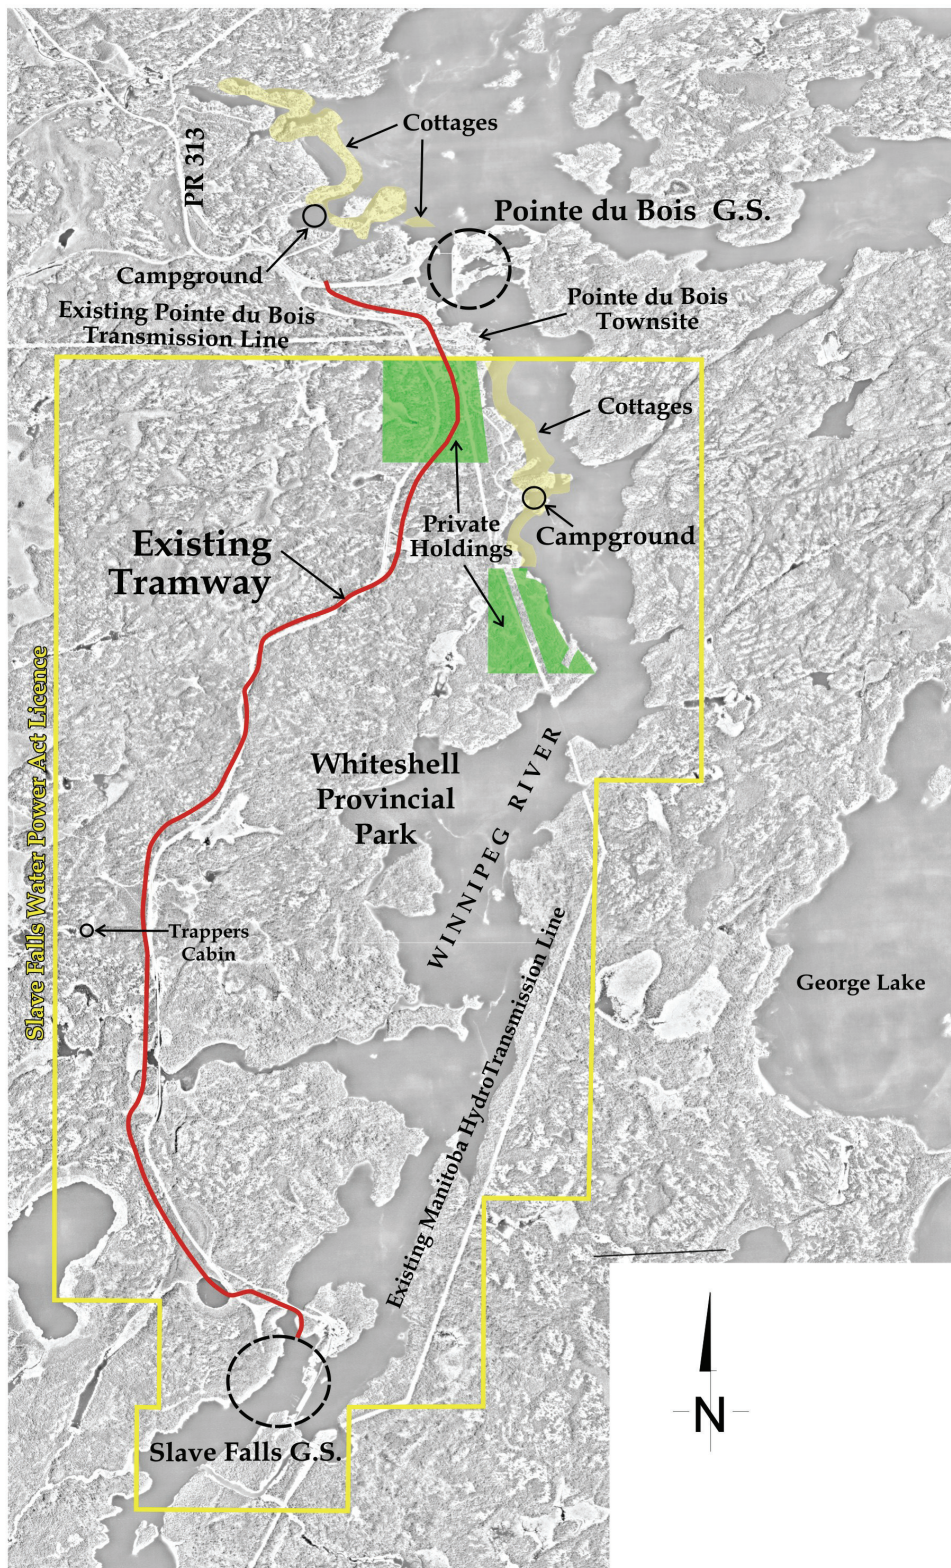 Cottages
PR 313
Pointe du Bois G.S.
Campground
Existing Pointe du Bois
Transmission Line
Pointe du Bois
Townsite
Cottages
Private
Holdings
Campground
Existing
Tramway
Slave Falls Water Power Act Licence
Whiteshell
Provincial
Park
WINNIPEG RIVER
Trappers
Cabin
Existing Manitoba HydroTransmission Line
George Lake
N
Slave Falls G.S.